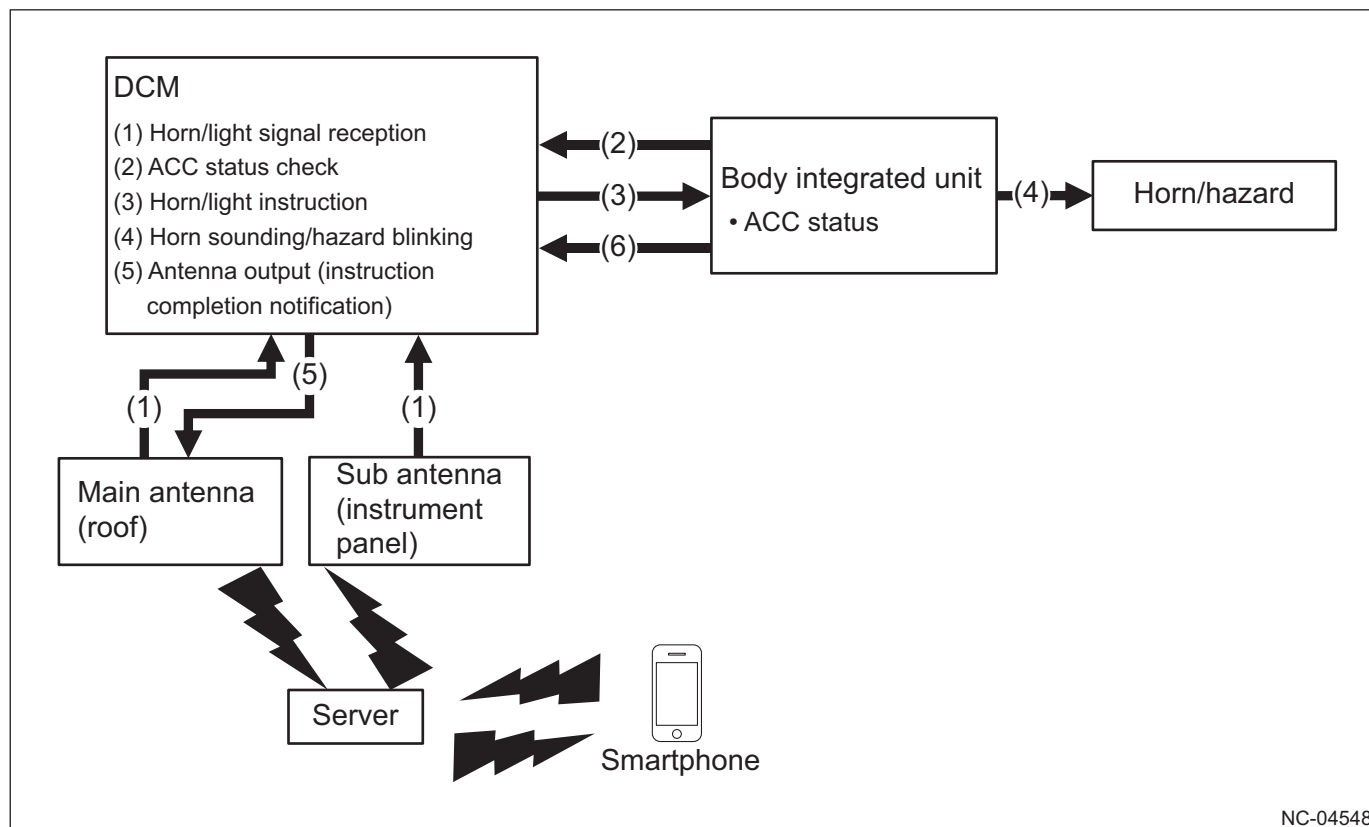 DCM
(1) Horn/light signal reception
(2) ACC status check
(3) Horn/light instruction
(4) Horn sounding/hazard blinking
(5) Antenna output (instruction
completion notification)
(2)
(3)
(6)
Body integrated unit
• ACC status
(4)
Horn/hazard
(1)
(5)
(1)
Main antenna
(roof)
Sub antenna
(instrument
panel)
Server
Smartphone
NC-04548